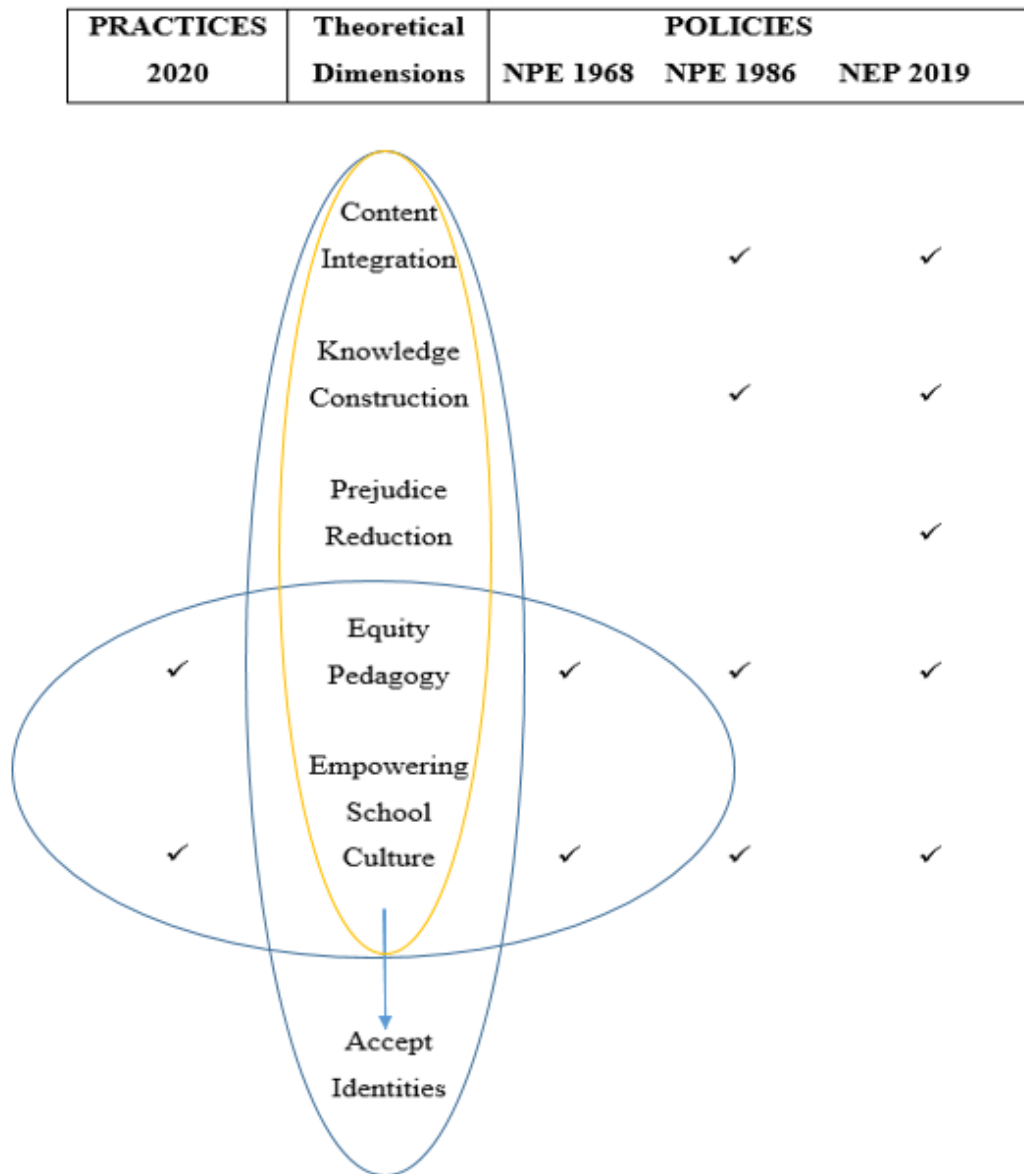 PRACTICES Theoretical POLICIES
2020 Dimensions NPE 1968 NPE 1986 NEP 2019
Content
Integration ✓ ✓
Knowledge
Construction ✓ ✓
Prejudice
Reduction ✓
Equity
✓ Pedagogy ✓ ✓ ✓
Empowering
School
✓ Culture ✓ ✓ ✓
Accept
Identities